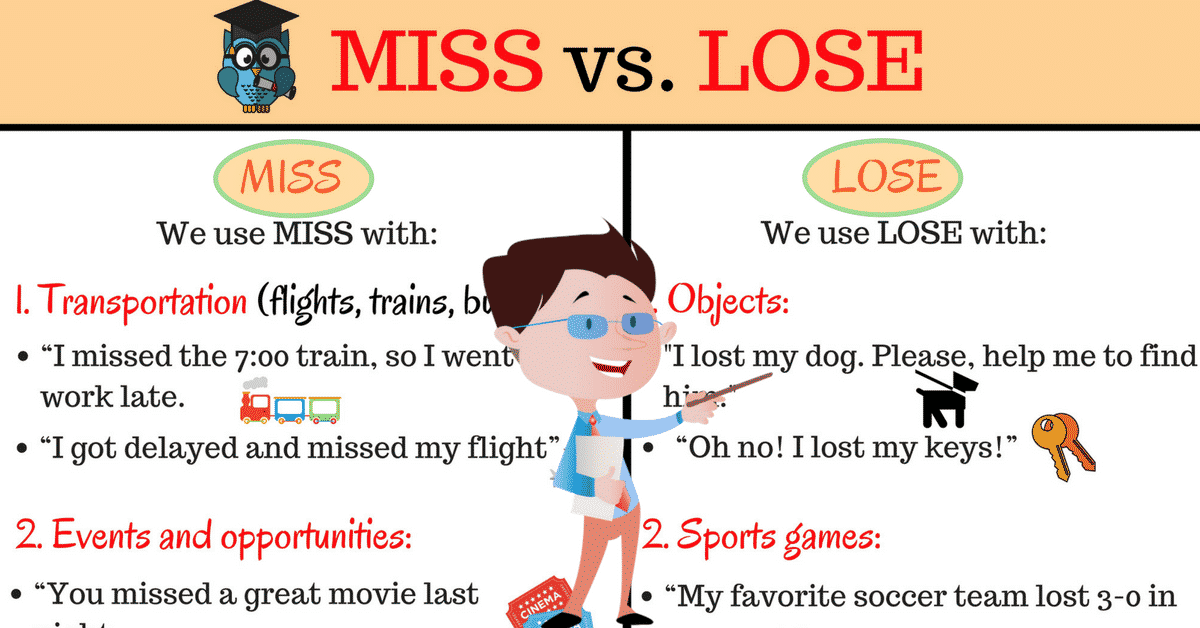 MISS vs. LOSE
MISS
We use MISS with:
1. Transportation (flights, trains,
• “I missed the 7:00 train, so I went
work late.
• “I got delayed and missed my flight”
2. Events and opportunities:
• “You missed a great movie last
CINEMA
LOSE
We use LOSE with:
Objects:
"I lost my dog. Please, help me to find
• “Oh no! I lost my keys!”
2. Sports games:
• “My favorite soccer team lost 3-0 in